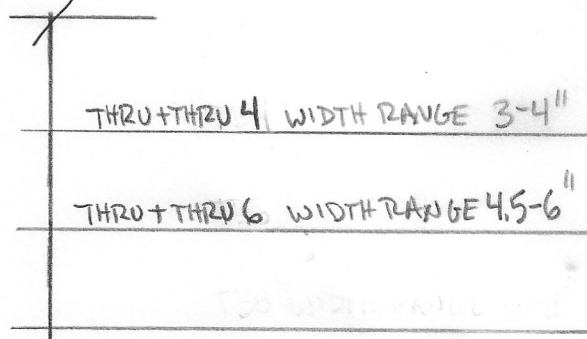 THRU+THRU 4 WIDTH RANGE 3-4"
THRU+THRU 6 WIDTH RANGE 4.5-6"